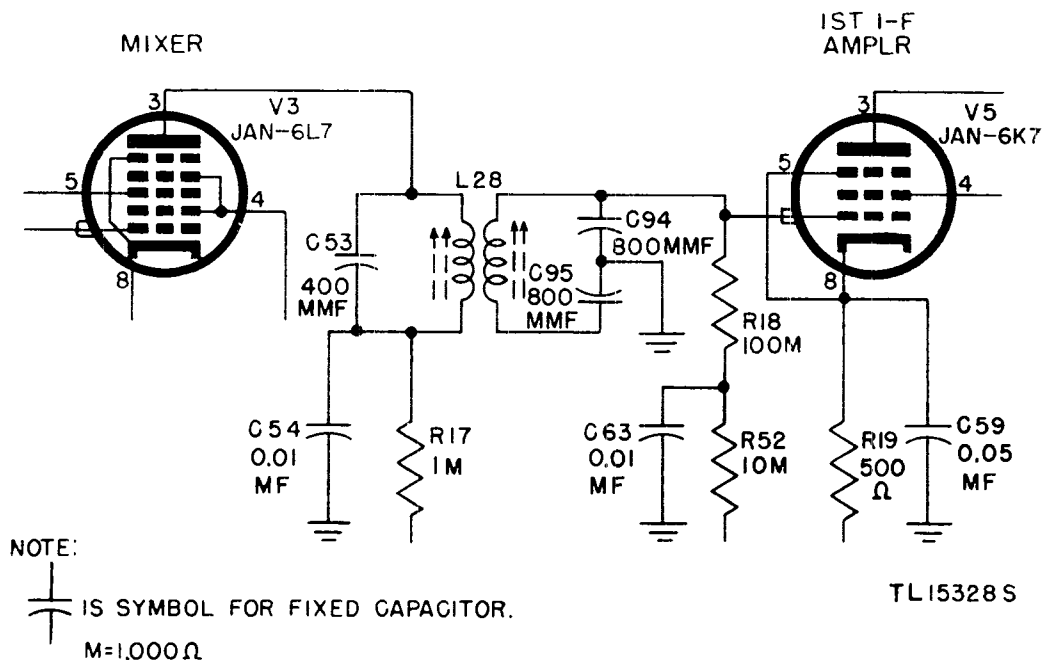 MIXER
1ST I-F
AMPLR
3
V3
JAN-6L7
5
4
8
3
V5
JAN-6K7
5
4
8
L28
C53
400
MMF
C94
800MMF
C95
800
MMF
R18
100M
C54
0.01
MF
R17
1M
C63
0.01
MF
R52
10M
R19
500
Ω
C59
0.05
MF
NOTE:
IS SYMBOL FOR FIXED CAPACITOR.
M=1,000Ω
TL15328S